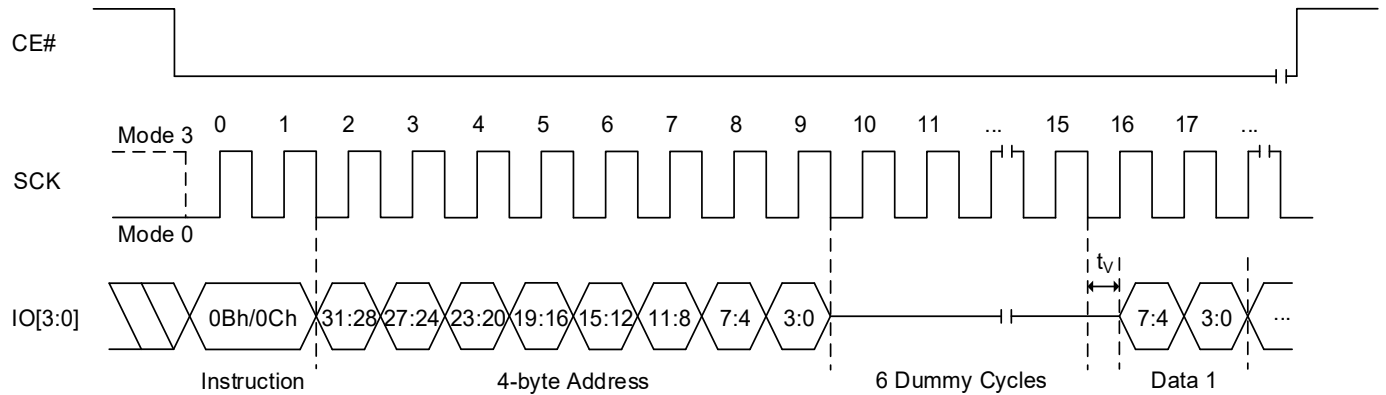 CE#
0 1 2 3 4 5 6 7 8 9 10 11 ... 15 16 17 ...
Mode 3
SCK
Mode 0
tV
IO[3:0] 0Bh/0Ch 31:28 27:24 23:20 19:16 15:12 11:8 7:4 3:0 7:4 3:0 ...
Instruction 4-byte Address 6 Dummy Cycles Data 1